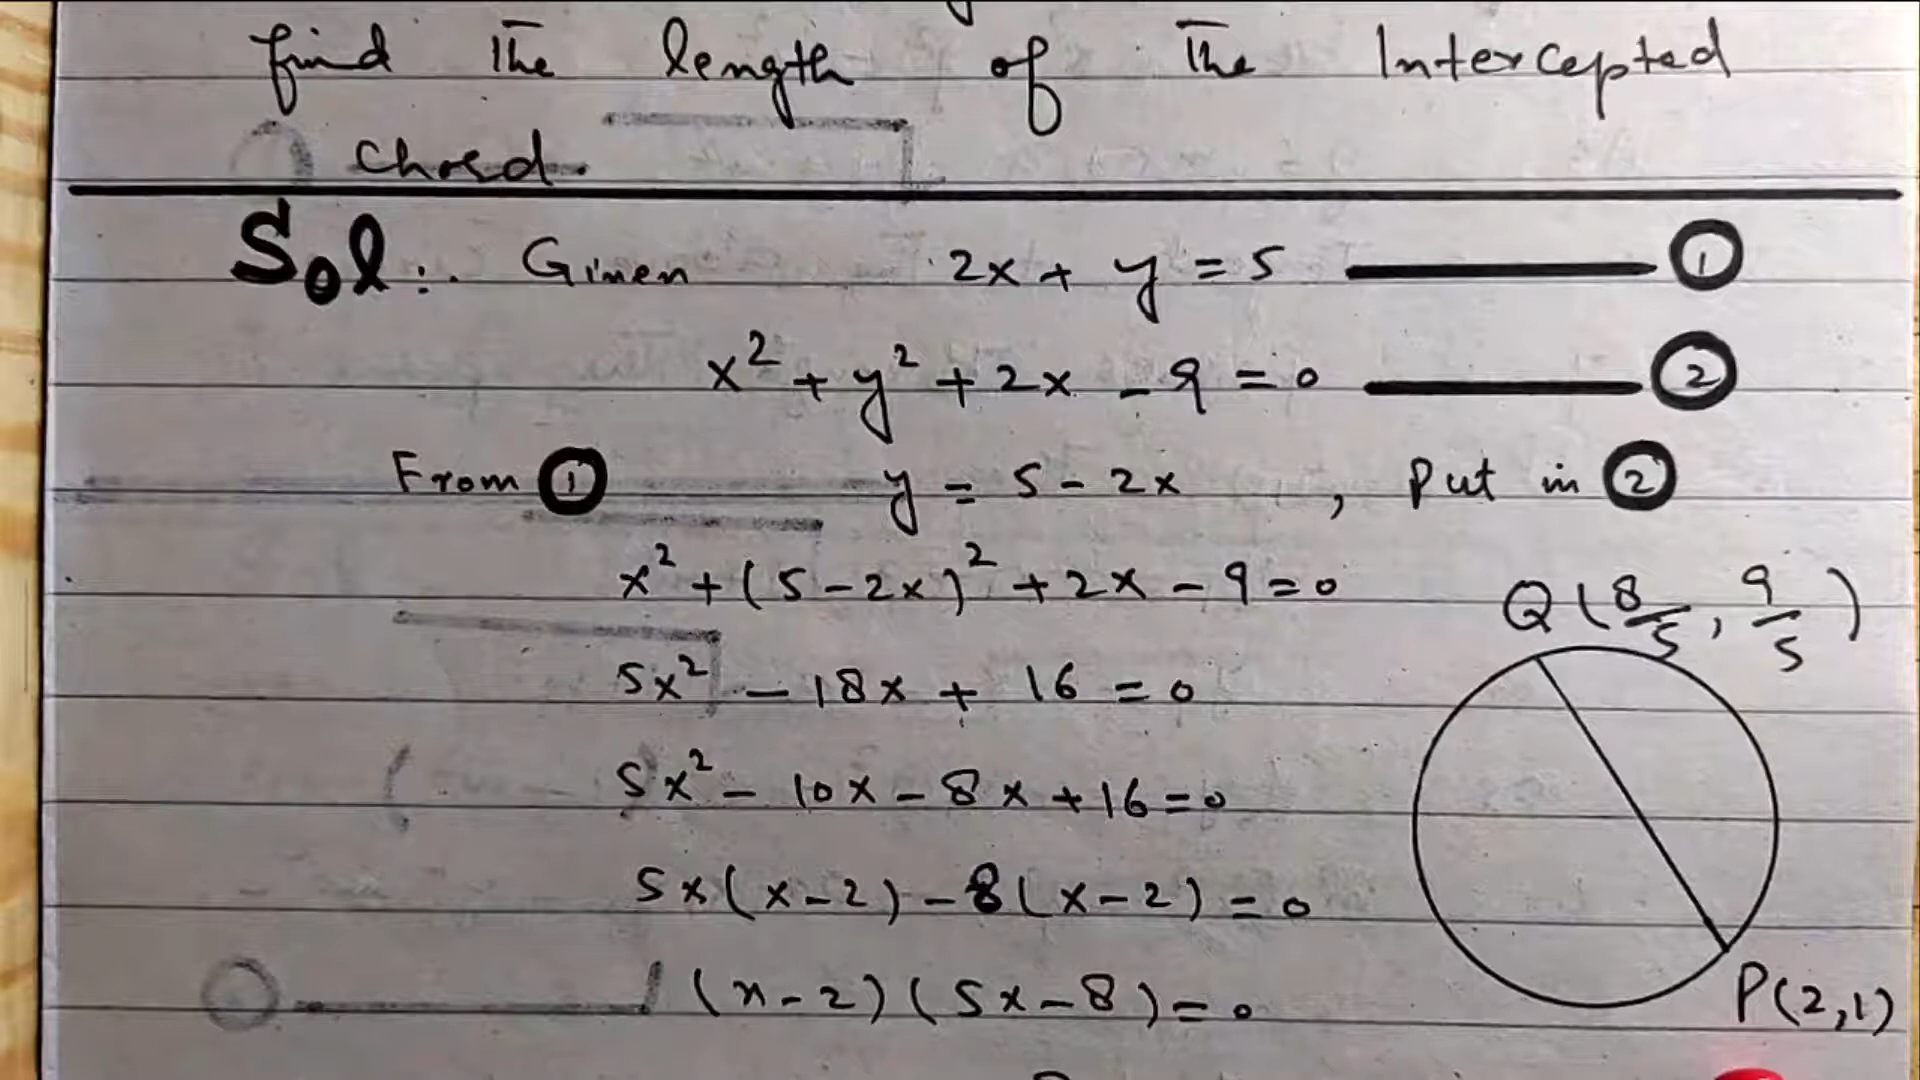 find the length of the Intercepted
Chord.
Sol:. Given 2x + y = 5 ——— ①
x² + y² + 2x - 9 = 0 ——— ②
From ① y = 5 - 2x , Put in ②
x² + (5 - 2x)² + 2x - 9 = 0
Q(8/5, 9/5)
5x² - 18x + 16 = 0
5x² - 10x - 8x + 16 = 0
5x(x - 2) - 8(x - 2) = 0
(x - 2)(5x - 8) = 0
P(2,1)